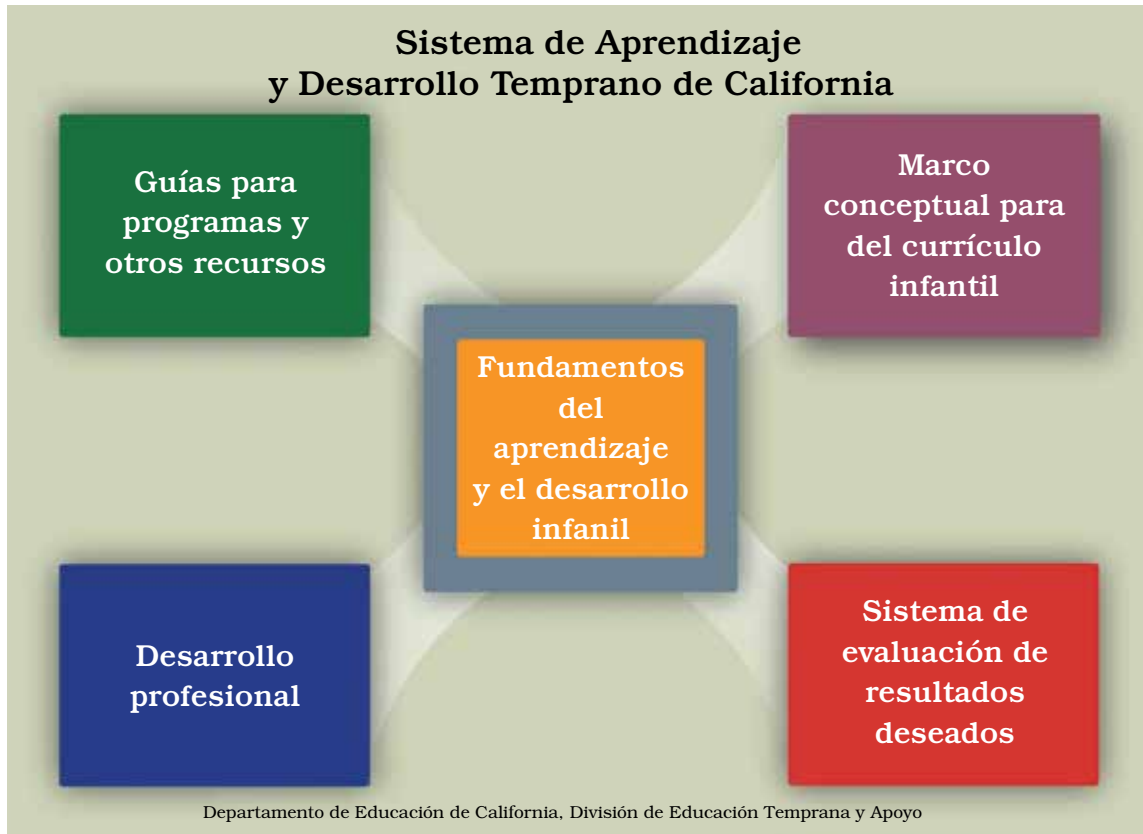 Sistema de Aprendizaje
y Desarrollo Temprano de California
Guías para
programas y
otros recursos
Marco
conceptual para
del currículo
infantil
Fundamentos
del
aprendizaje
y el desarrollo
infanil
Desarrollo
profesional
Sistema de
evaluación de
resultados
deseados
Departamento de Educación de California, División de Educación Temprana y Apoyo